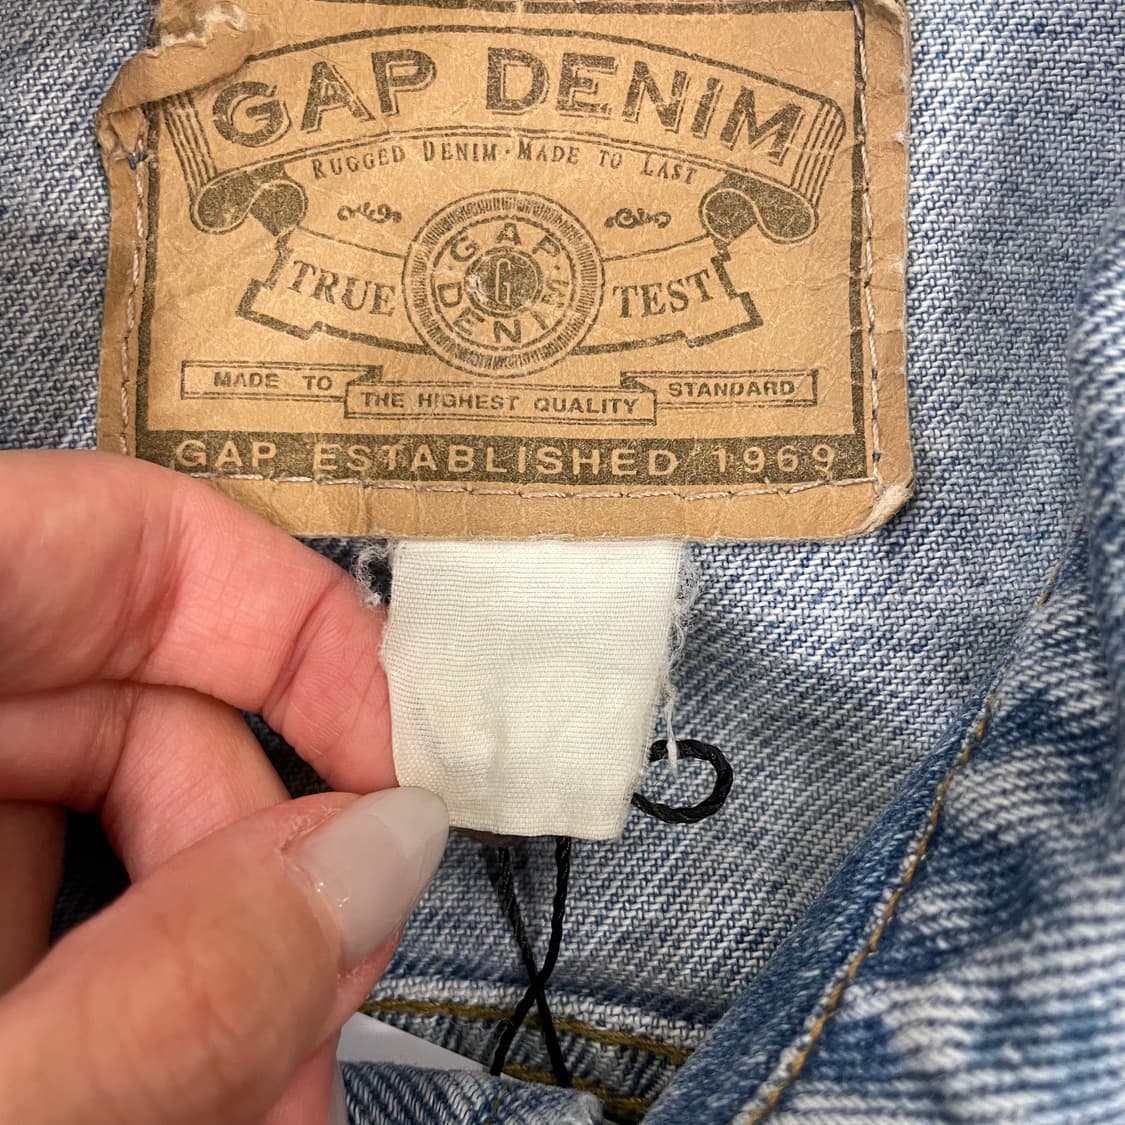 GAP DENIM
RUGGED DENIM · MADE TO LAST
TRUE TEST
GAP
G
DENIM
MADE TO
THE HIGHEST QUALITY
STANDARD
GAP ESTABLISHED 1969